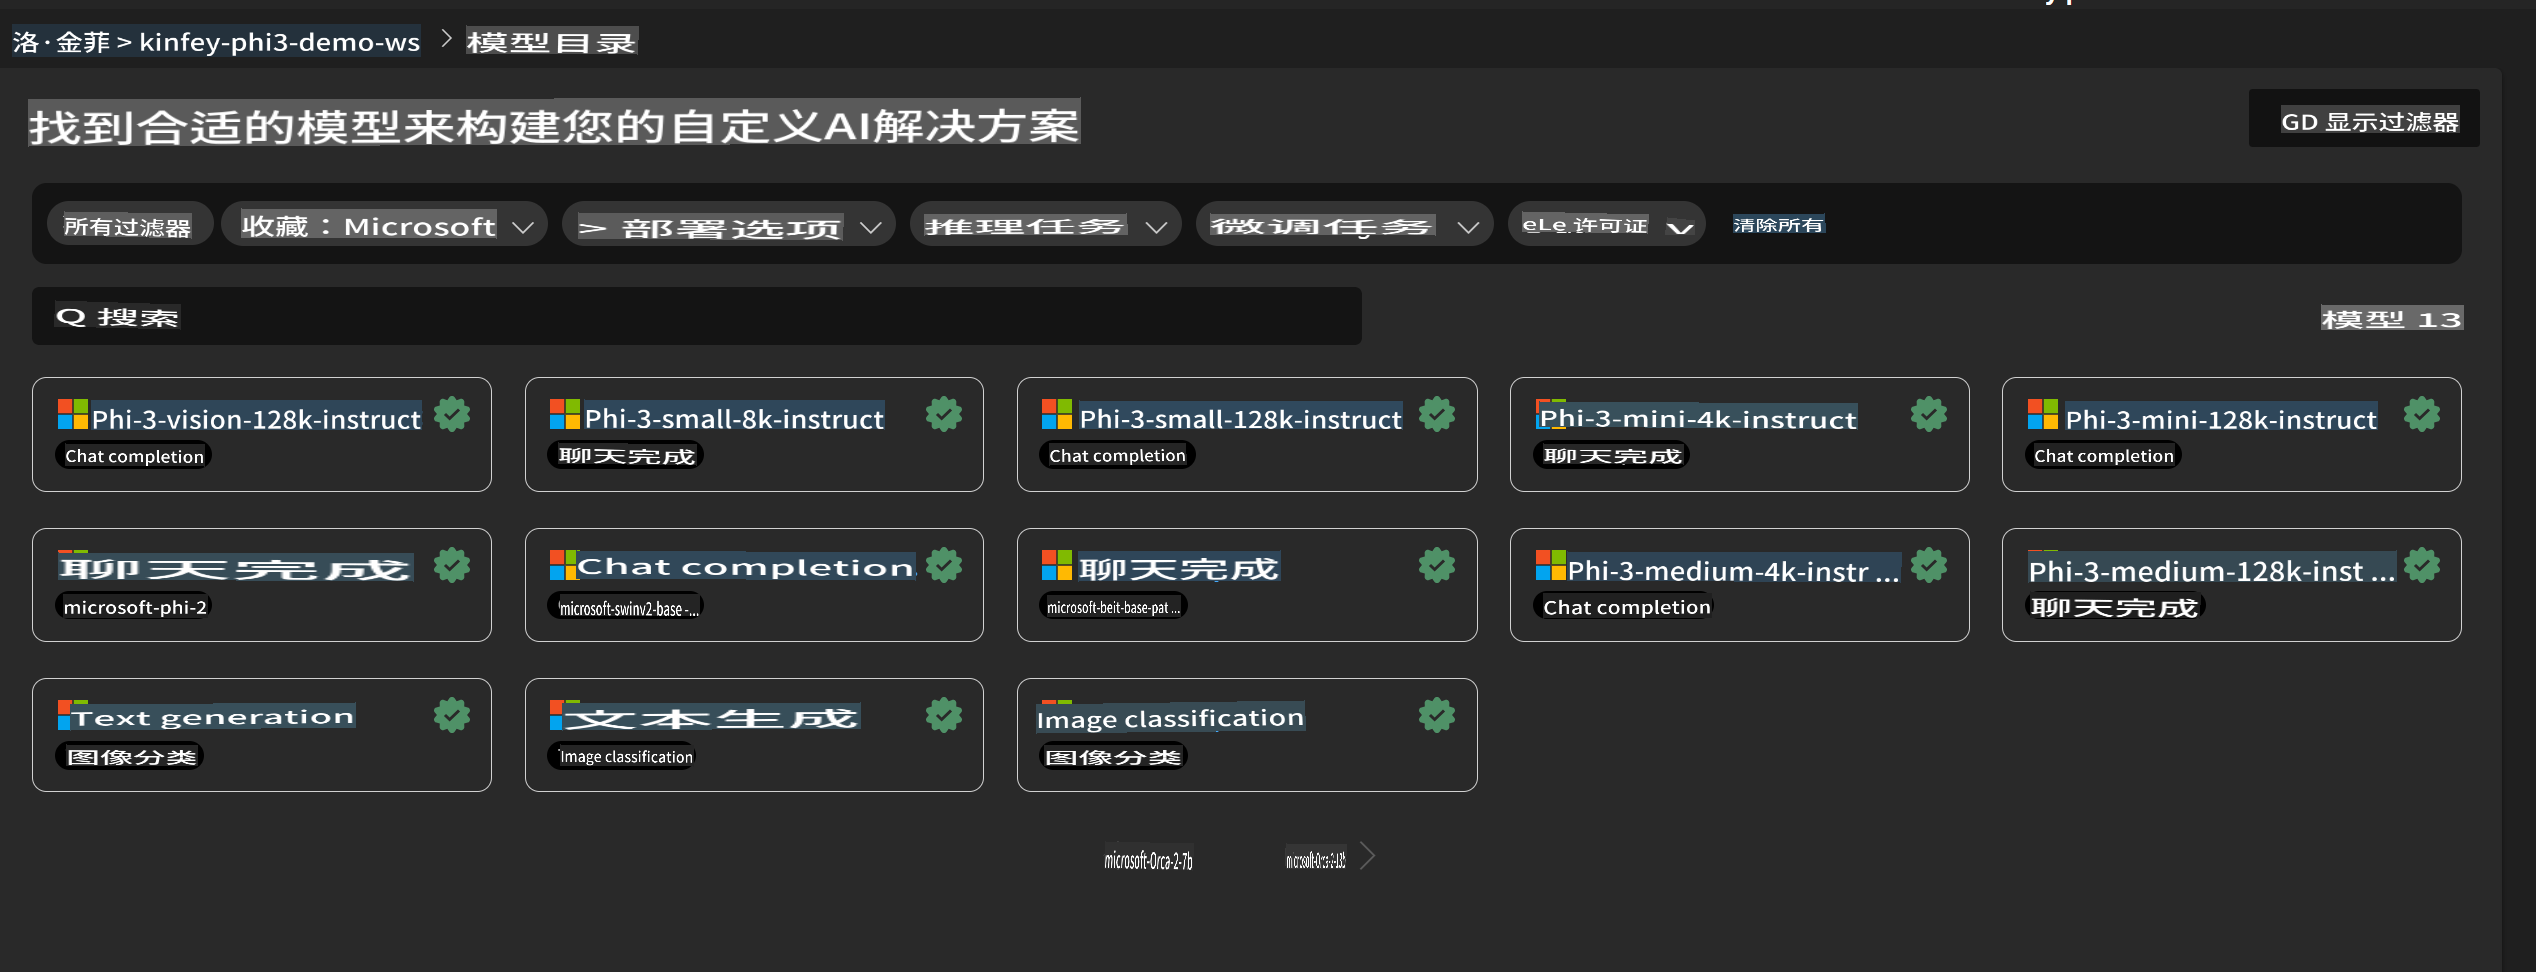 洛·金菲 > kinfey-phi3-demo-ws > 模型目录
找到合适的模型来构建您的自定义AI解决方案
GD 显示过滤器
所有过滤器 收藏：Microsoft > 部署选项 推理任务 微调任务 eLe 许可证 清除所有
Q 搜索
模型 13
Phi-3-vision-128k-instruct
Chat completion
Phi-3-small-8k-instruct
聊天完成
Phi-3-small-128k-instruct
Chat completion
Phi-3-mini-4k-instruct
聊天完成
Phi-3-mini-128k-instruct
Chat completion
聊天完成
microsoft-phi-2
Chat completion
microsoft-swinv2-base-...
聊天完成
microsoft-beit-base-pat ...
Phi-3-medium-4k-instr ...
Chat completion
Phi-3-medium-128k-inst ...
聊天完成
Text generation
图像分类
文本生成
Image classification
Image classification
图像分类
microsoft-Orca-2-7b
microsoft-Orca-2-13b